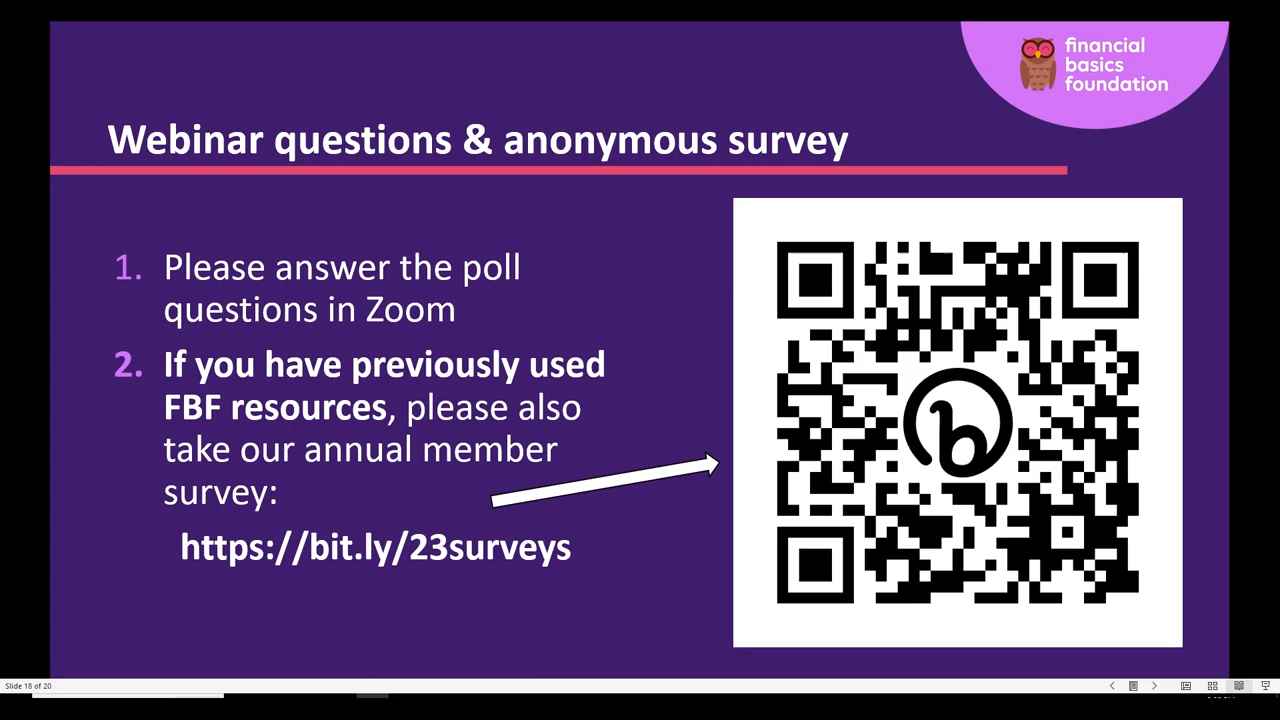 financial
basics
foundation
Webinar questions & anonymous survey
1. Please answer the poll
questions in Zoom
2. If you have previously used
FBF resources, please also
take our annual member
survey:
https://bit.ly/23surveys
b
Slide 18 of 20